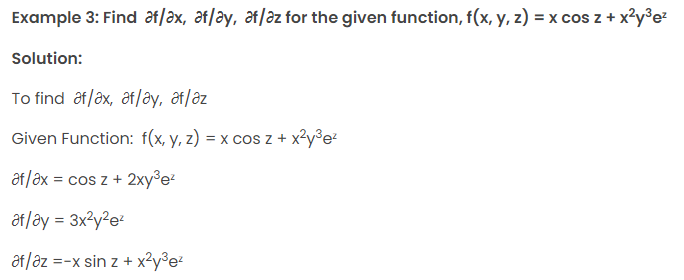 Example 3: Find ∂f/∂x, ∂f/∂y, ∂f/∂z for the given function, f(x, y, z) = x cos z + x²y³eᶻ
Solution:
To find ∂f/∂x, ∂f/∂y, ∂f/∂z
Given Function: f(x, y, z) = x cos z + x²y³eᶻ
∂f/∂x = cos z + 2xy³eᶻ
∂f/∂y = 3x²y²eᶻ
∂f/∂z =-x sin z + x²y³eᶻ